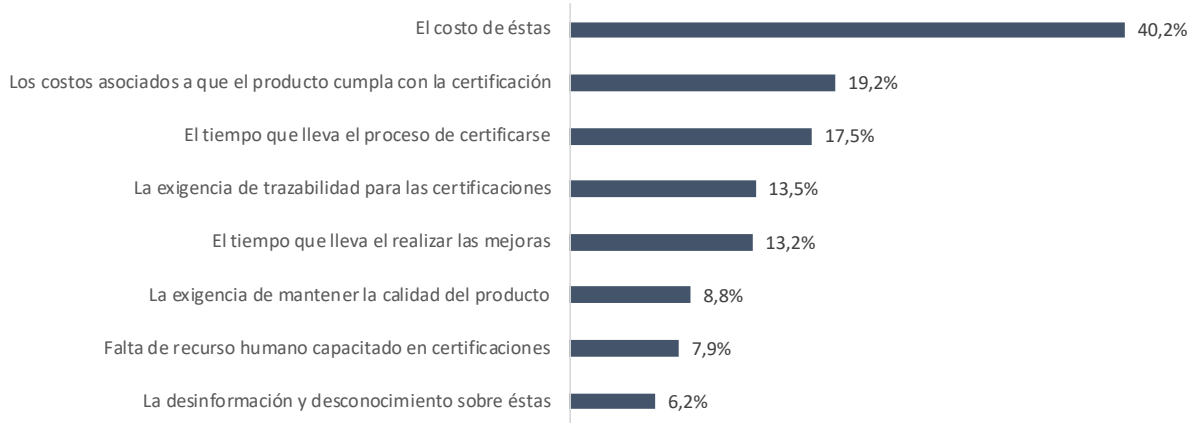 El costo de éstas 40,2%
Los costos asociados a que el producto cumpla con la certificación 19,2%
El tiempo que lleva el proceso de certificarse 17,5%
La exigencia de trazabilidad para las certificaciones 13,5%
El tiempo que lleva el realizar las mejoras 13,2%
La exigencia de mantener la calidad del producto 8,8%
Falta de recurso humano capacitado en certificaciones 7,9%
La desinformación y desconocimiento sobre éstas 6,2%